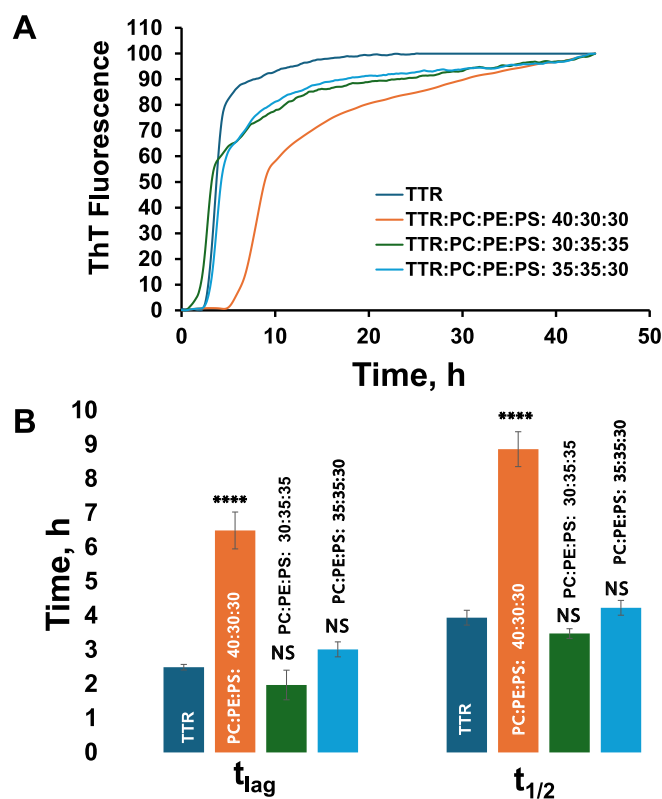 A
ThT Fluorescence
110
100
90
80
70
60
50
40
30
20
10
0
TTR
TTR:PC:PE:PS: 40:30:30
TTR:PC:PE:PS: 30:35:35
TTR:PC:PE:PS: 35:35:30
0 10 20 30 40 50
Time, h
B
Time, h
10
9
8
7
6
5
4
3
2
1
0
TTR
****
PC:PE:PS: 40:30:30
PC:PE:PS: 30:35:35
NS
PC:PE:PS: 35:35:30
NS
TTR
****
PC:PE:PS: 40:30:30
PC:PE:PS: 30:35:35
NS
PC:PE:PS: 35:35:30
NS
tlag
t1/2